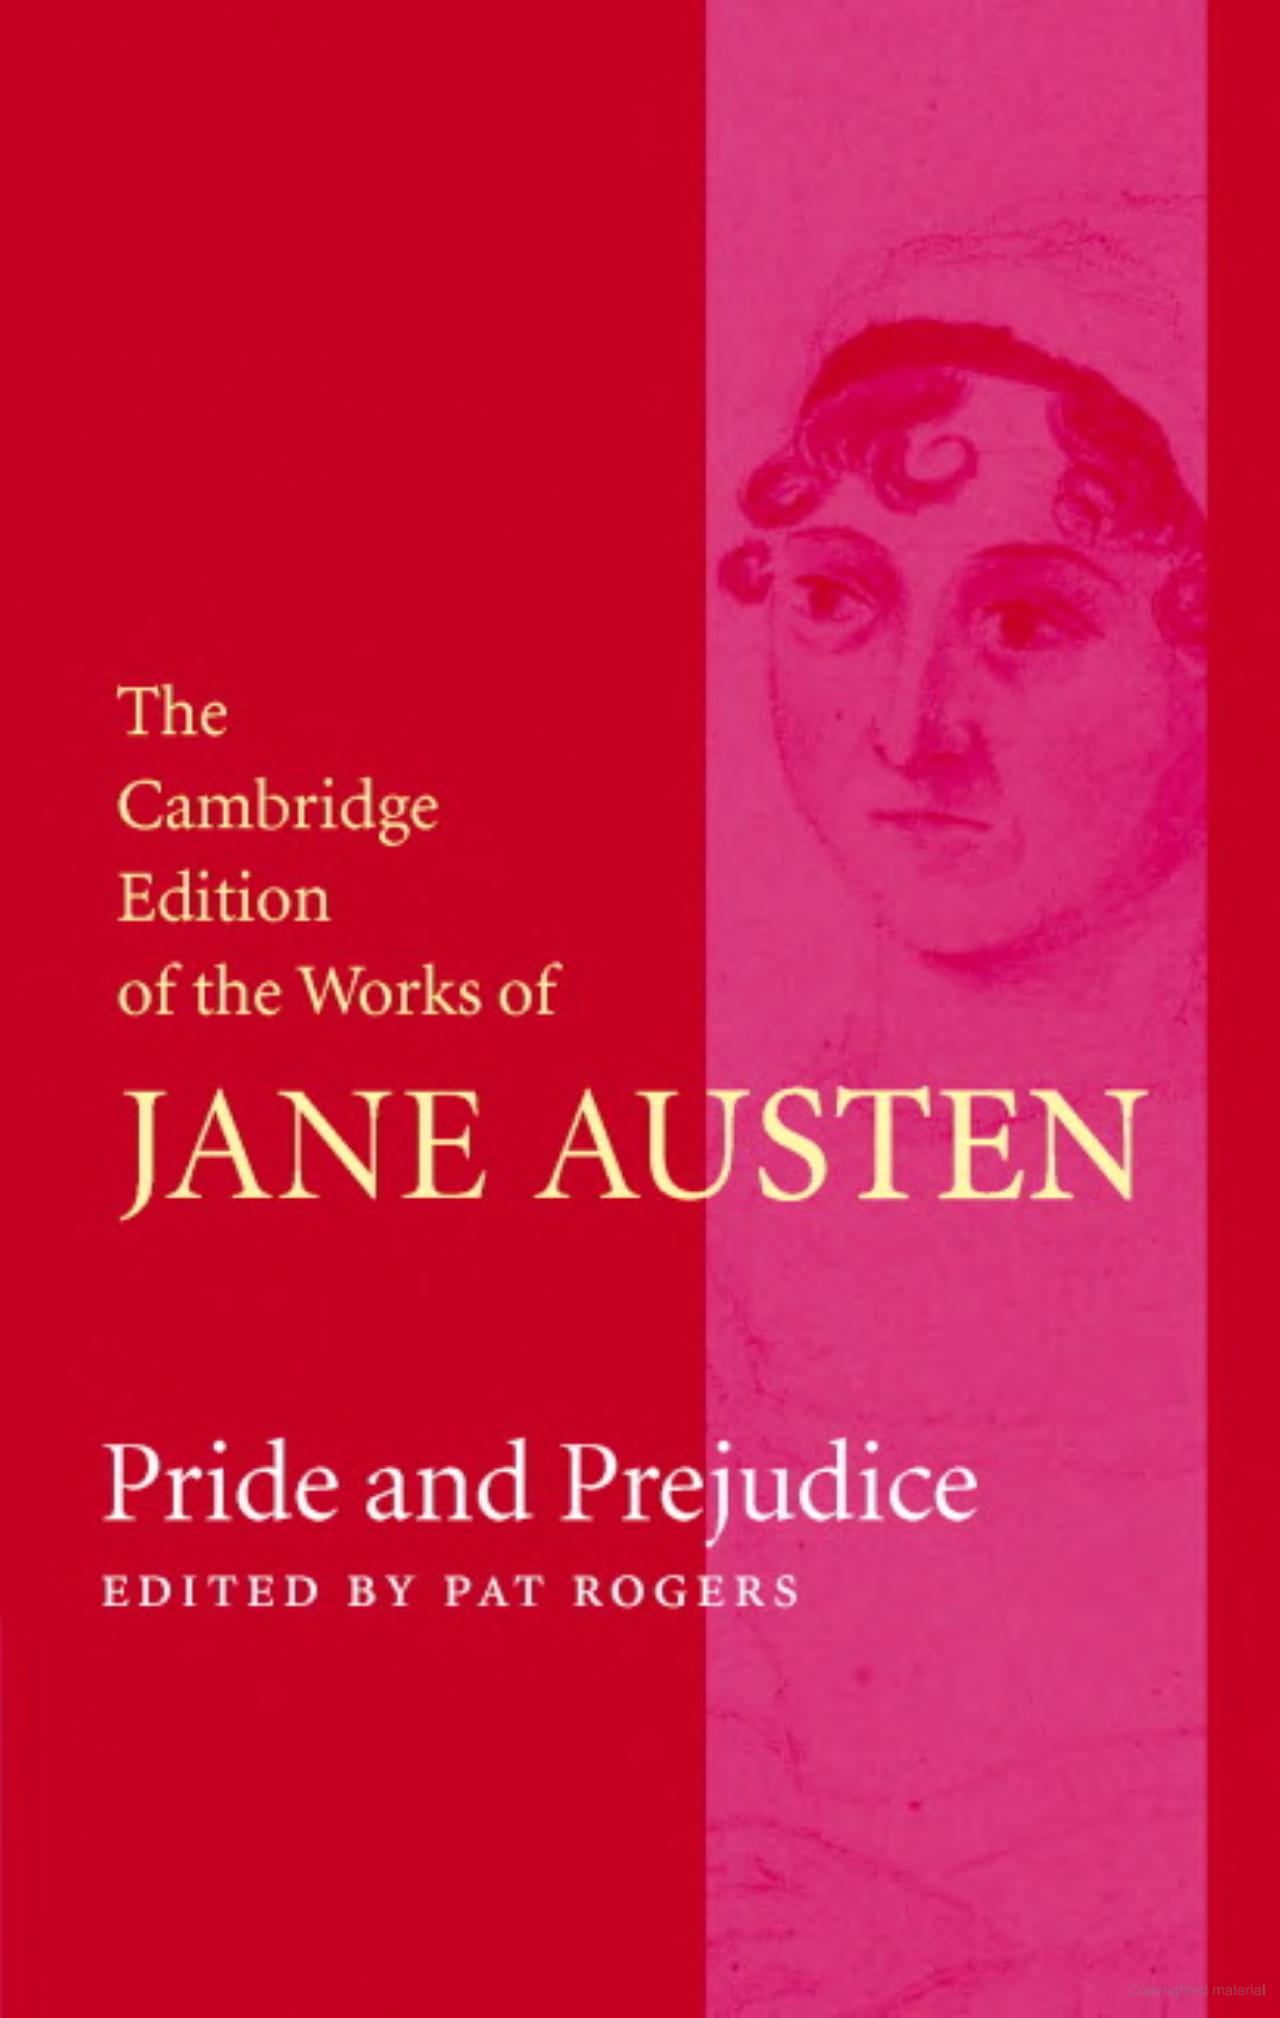 The
Cambridge
Edition
of the Works of
JANE AUSTEN
Pride and Prejudice
EDITED BY PAT ROGERS
Copyrighted material